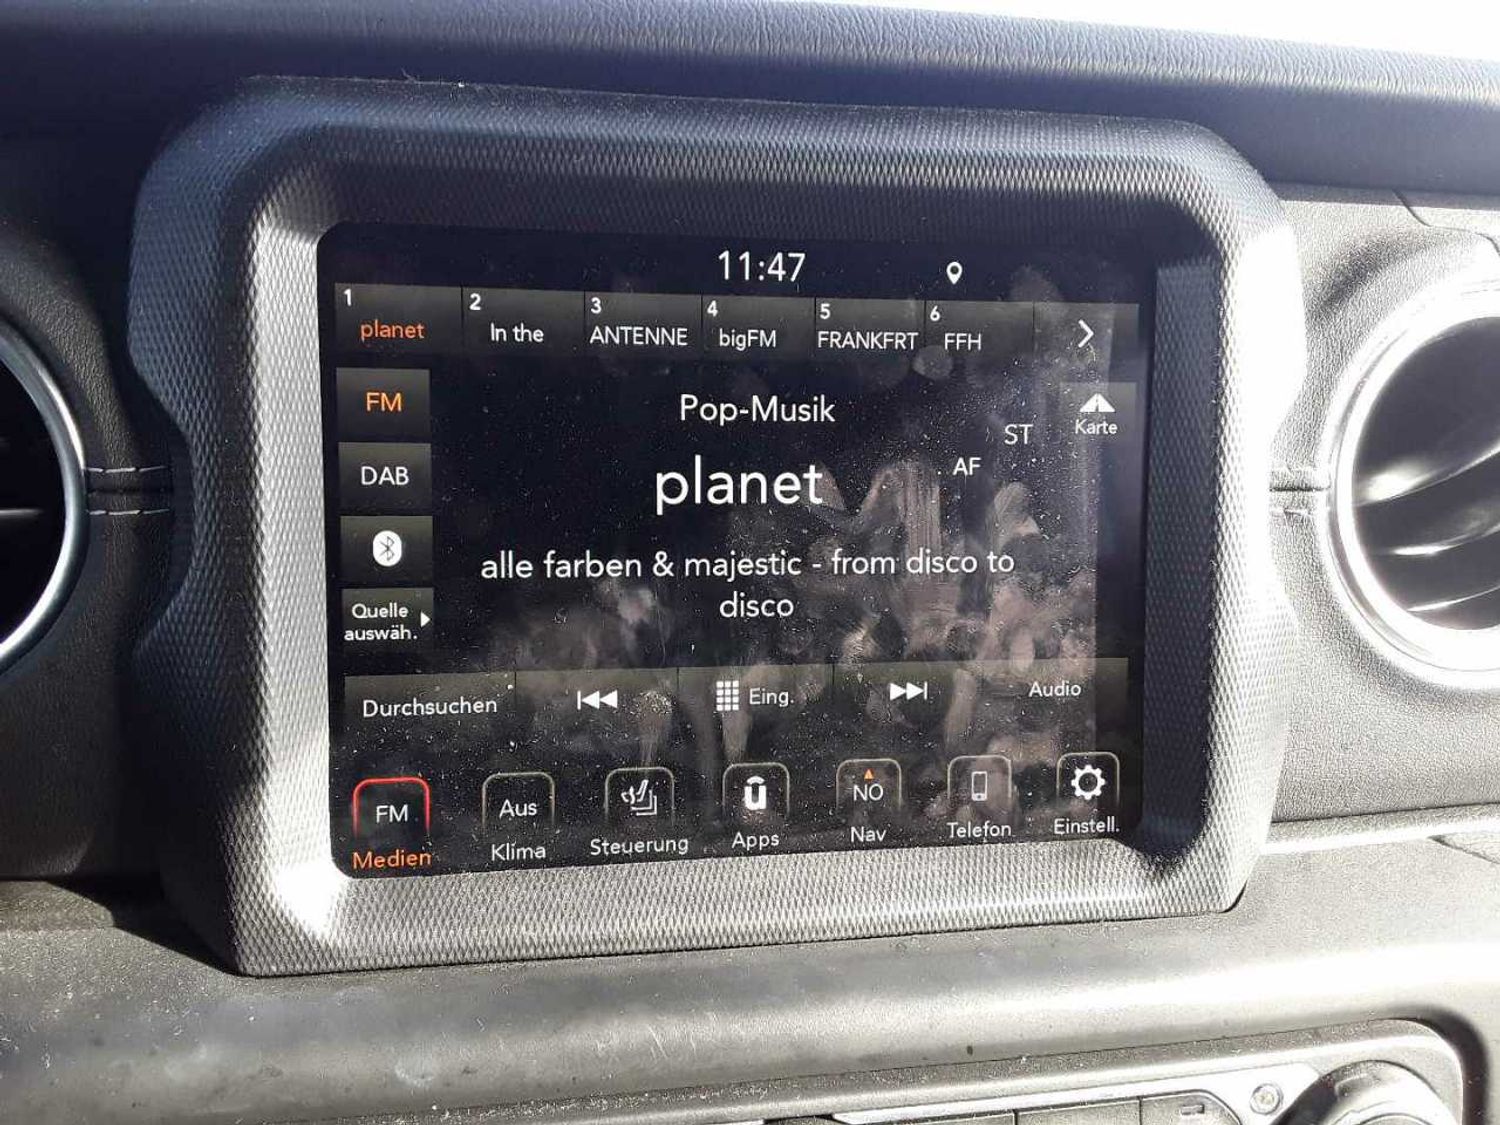 11:47
1 2 3 4 5 6
planet In the ANTENNE bigFM FRANKFRT FFH
FM
Pop-Musik
Karte
ST
DAB
planet
AF
alle farben & majestic - from disco to
disco
Quelle
auswäh.
Durchsuchen Eing. Audio
FM Aus NO
Medien Klima Steuerung Apps Nav Telefon Einstell.